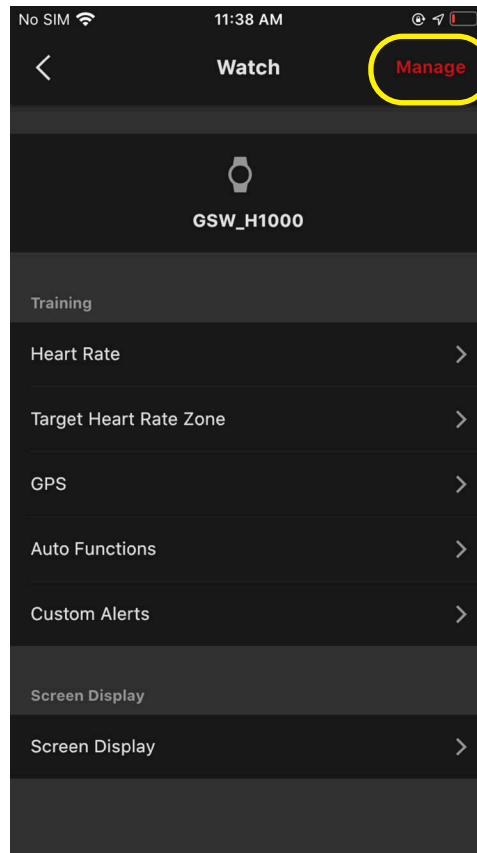 No SIM 11:38 AM
Watch Manage
GSW_H1000
Training
Heart Rate
Target Heart Rate Zone
GPS
Auto Functions
Custom Alerts
Screen Display
Screen Display